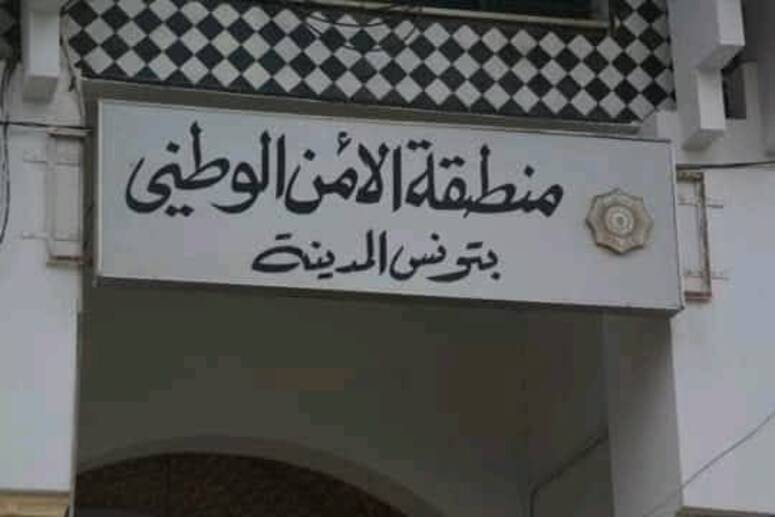 منطقة الأمن الوطني
بتونس المدينة